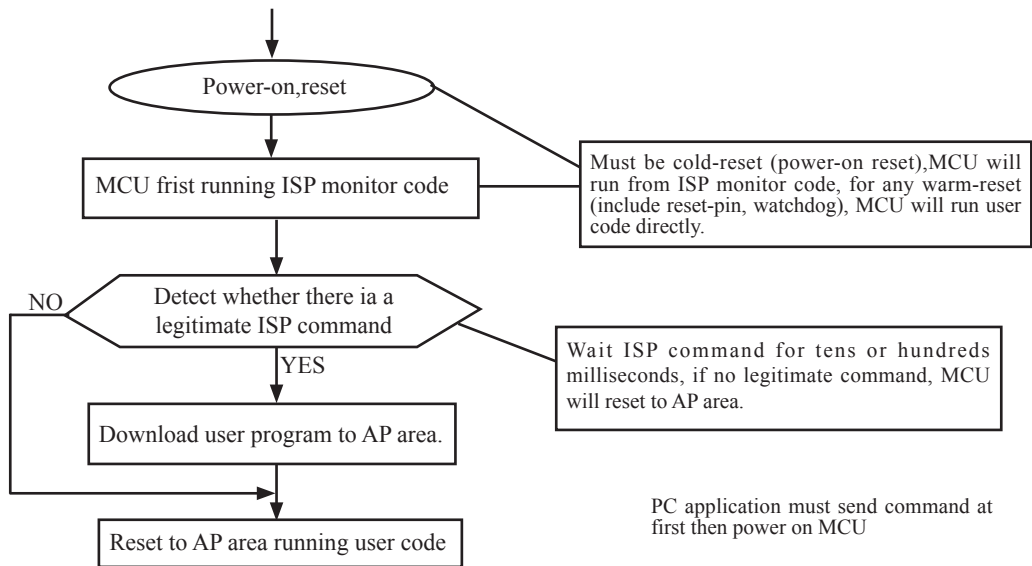 Power-on,reset
MCU frist running ISP monitor code
Must be cold-reset (power-on reset),MCU will
run from ISP monitor code, for any warm-reset
(include reset-pin, watchdog), MCU will run user
code directly.
NO
Detect whether there ia a
legitimate ISP command
YES
Wait ISP command for tens or hundreds
milliseconds, if no legitimate command, MCU
will reset to AP area.
Download user program to AP area.
PC application must send command at
first then power on MCU
Reset to AP area running user code